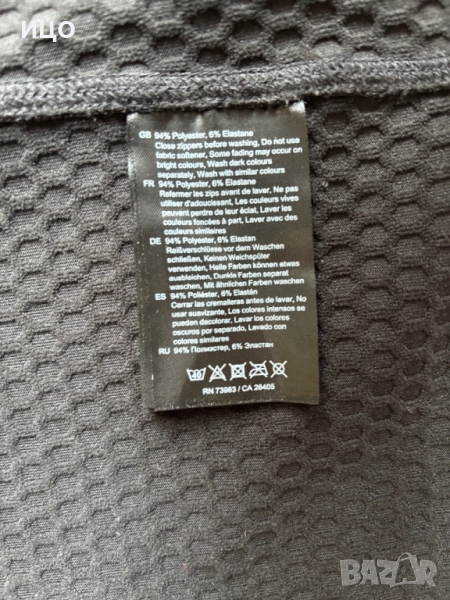 ицо
GB 94% Polyester, 6% Elastane
Close zippers before washing, Do not use
fabric softener, Some fading may occur on
bright colours, Wash dark colours
separately, Wash with similar colours
FR 94% Polyester, 6% Elastane
Refermer les zips avant de laver, Ne pas
utiliser d'adoucissant, Les couleurs vives
peuvent perdre de leur éclat, Laver les
couleurs foncées séparément, Laver avec des
couleurs similaires
DE 94% Polyester, 6% Elastan
Reißverschlüsse vor dem Waschen
schließen, Keinen Weichspüler
verwenden, Helle Farben können etwas
ausbleichen, Dunkle Farben separat
waschen, Mit ähnlichen Farben waschen
ES 94% Poliéster, 6% Elastán
Cerrar las cremalleras antes de lavar, No
usar suavizante, Los colores intensos se
pueden decolorar, Lavar los colores
oscuros por separado, Lavado con
colores similares
RU 94% Полиэстер, 6% Эластан
40
RN 73983 / CA 26405
BAZAR